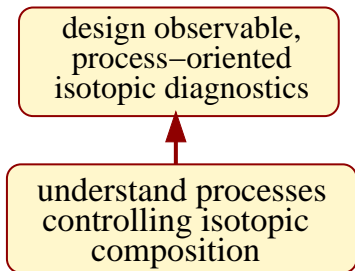 design observable,
process−oriented
isotopic diagnostics
understand processes
controlling isotopic
composition